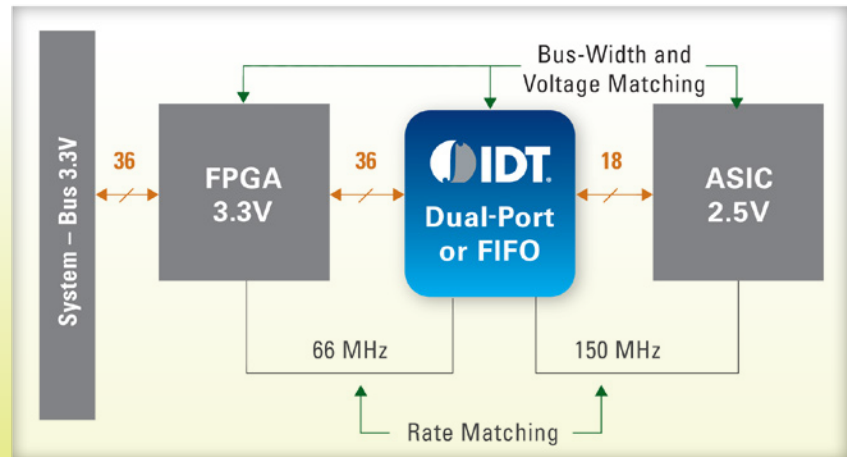 Bus-Width and
Voltage Matching
System – Bus 3.3V
36
FPGA
3.3V
36
IDT.
Dual-Port
or FIFO
18
ASIC
2.5V
66 MHz
150 MHz
Rate Matching